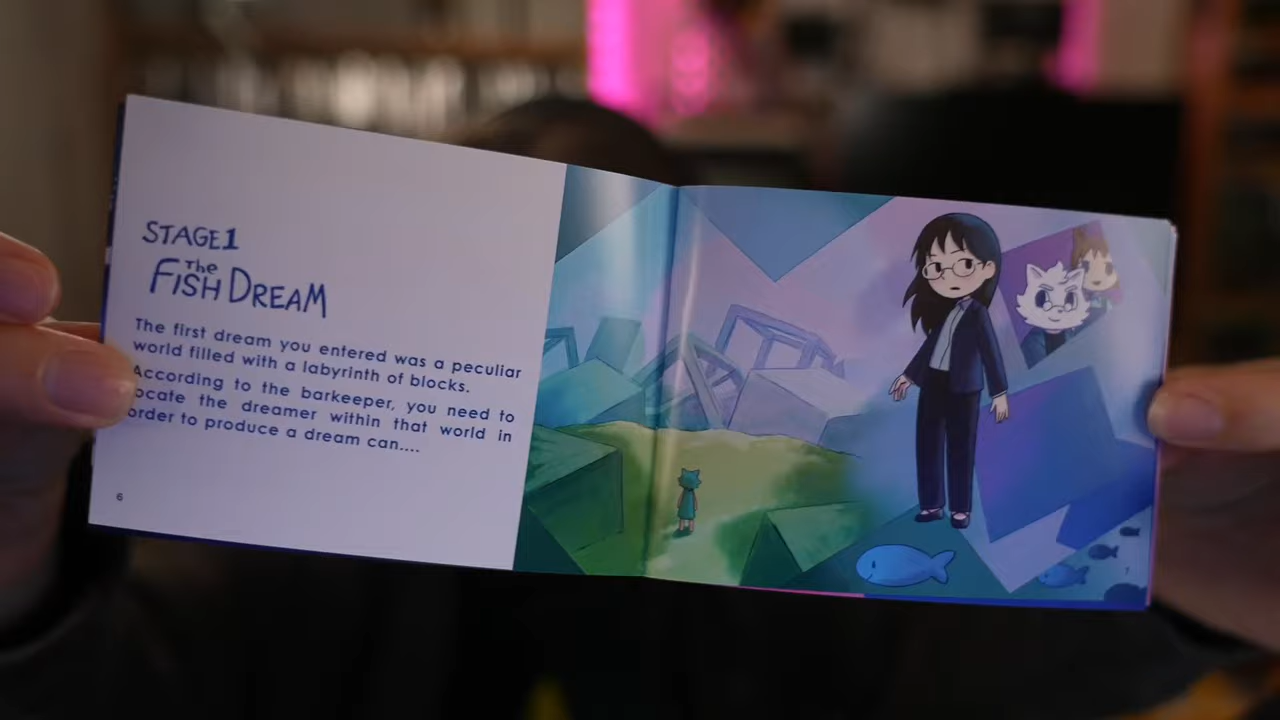 STAGE1
The
FISH DREAM
The first dream you entered was a peculiar
world filled with a labyrinth of blocks.
According to the barkeeper, you need to
ocate the dreamer within that world in
order to produce a dream can....
6
7